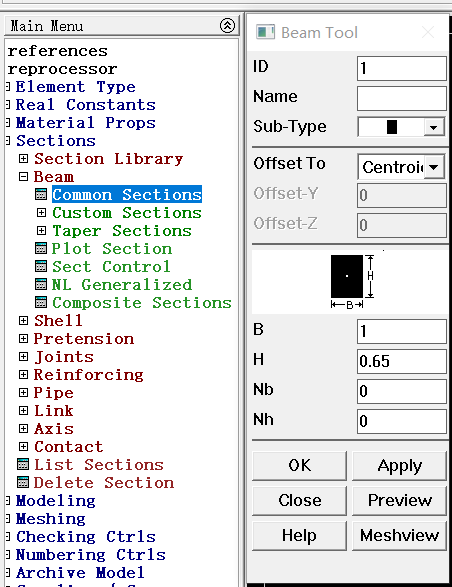 Main Menu
references
reprocessor
Element Type
Real Constants
Material Props
Sections
Section Library
Beam
Common Sections
Custom Sections
Taper Sections
Plot Section
Sect Control
NL Generalized
Composite Sections
Shell
Pretension
Joints
Reinforcing
Pipe
Link
Axis
Contact
List Sections
Delete Section
Modeling
Meshing
Checking Ctrls
Numbering Ctrls
Archive Model
Beam Tool
ID 1
Name
Sub-Type
Offset To Centroid
Offset-Y 0
Offset-Z 0
H
B
B 1
H 0.65
Nb 0
Nh 0
OK Apply
Close Preview
Help Meshview